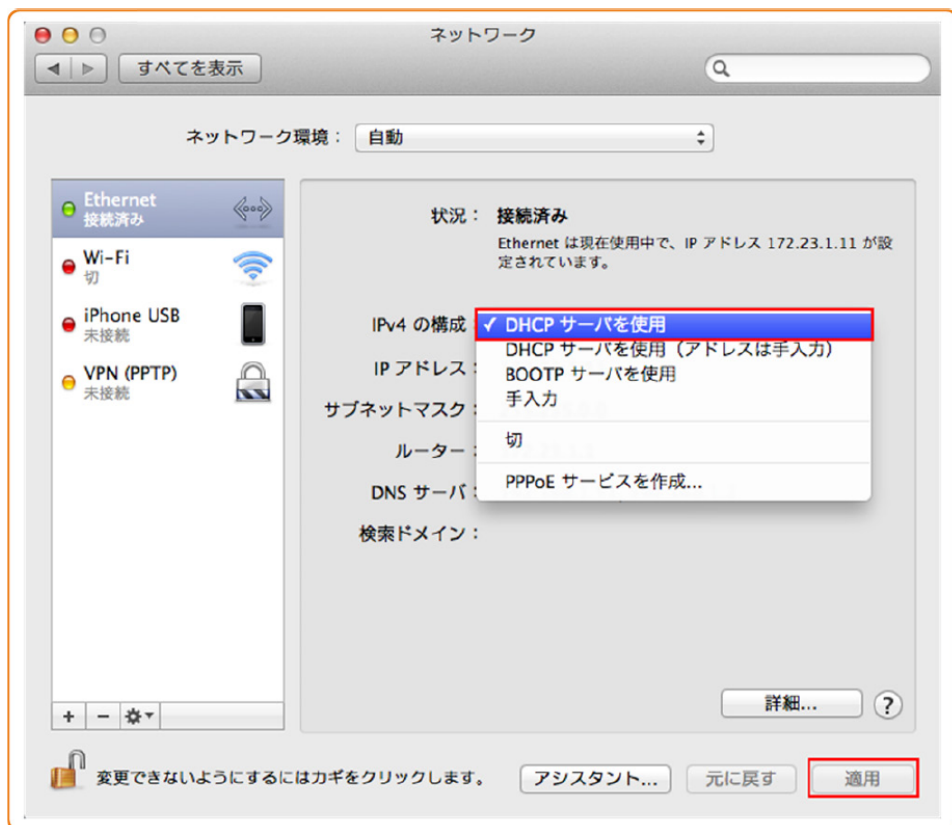 ネットワーク
すべてを表示
ネットワーク環境： 自動
Ethernet
接続済み
Wi-Fi
切
iPhone USB
未接続
VPN (PPTP)
未接続
状況： 接続済み
Ethernet は現在使用中で、IP アドレス 172.23.1.11 が設
定されています。
IPv4 の構成： ✓ DHCP サーバを使用
DHCP サーバを使用（アドレスは手入力）
BOOTP サーバを使用
手入力
切
PPPoE サービスを作成...
IP アドレス：
サブネットマスク：
ルーター：
DNS サーバ：
検索ドメイン：
詳細... ?
+ −
変更できないようにするにはカギをクリックします。 アシスタント... 元に戻す 適用